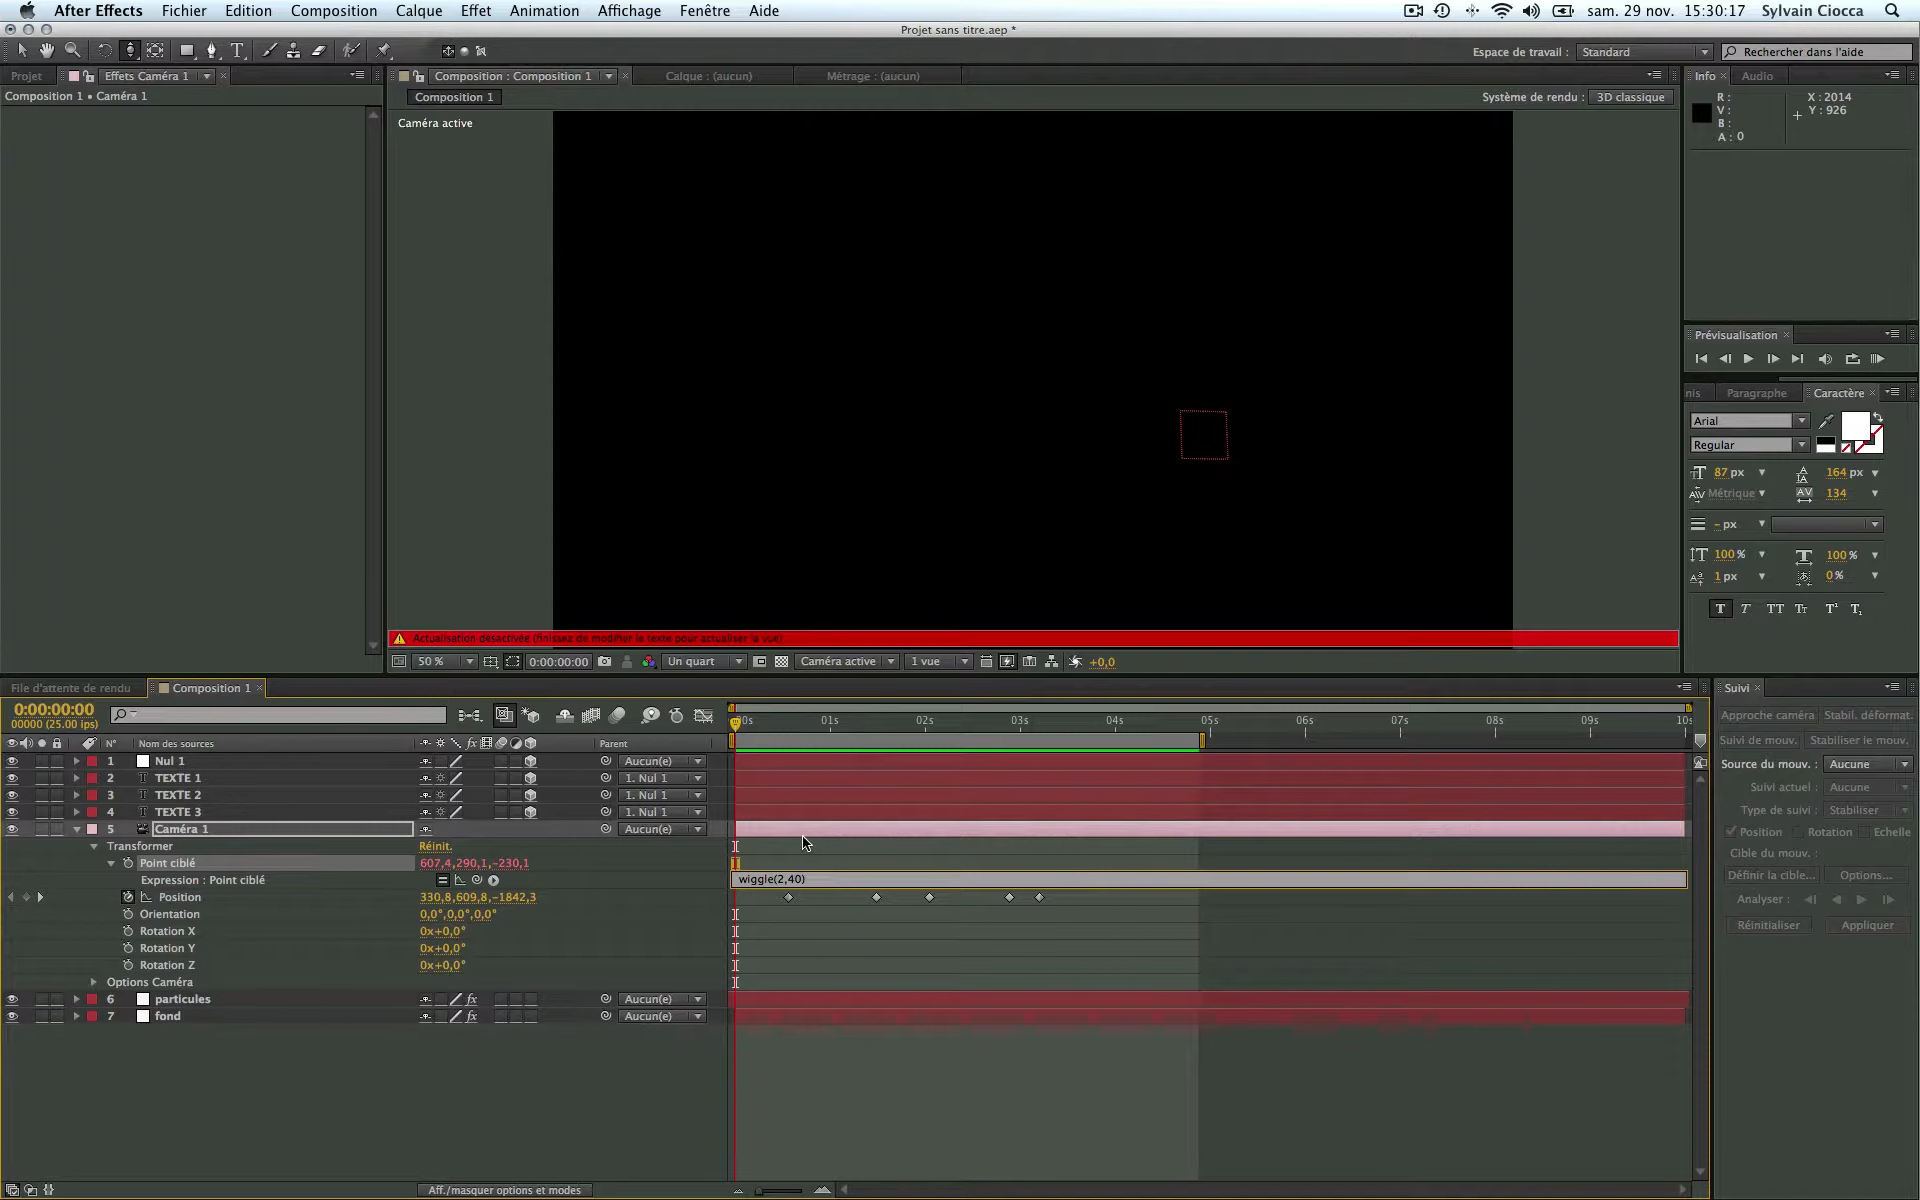 After Effects Fichier Edition Composition Calque Effet Animation Affichage Fenêtre Aide sam. 29 nov. 15:30:17 Sylvain Ciocca
Projet sans titre.aep *
Espace de travail : Standard Rechercher dans l'aide
Projet Effets Caméra 1 Composition : Composition 1 Calque : (aucun) Métrage : (aucun) Info Audio
Composition 1 • Caméra 1
Composition 1 Système de rendu : 3D classique
Caméra active
R : X : 2014
V : Y : 926
B :
A : 0
Prévisualisation
nis Paragraphe Caractère
Arial
Regular
87 px 164 px
Métrique 134
- px
100 % 100 %
1 px 0 %
T T TT Tt T¹ T₁
Actualisation désactivée (finissez de modifier le texte pour actualiser la vue)
50 % 0:00:00:00 Un quart Caméra active 1 vue +0,0
File d'attente de rendu Composition 1 Suivi
0:00:00:00
00000 (25.00 ips)
00s 01s 02s 03s 04s 05s 06s 07s 08s 09s 10s
Approche caméra Stabil. déformat.
Suivi de mouv. Stabiliser le mouv.
Source du mouv. : Aucune
Suivi actuel : Aucune
Type de suivi : Stabiliser
Position Rotation Echelle
Cible du mouv. :
Définir la cible... Options...
Analyser :
Réinitialiser Appliquer
N° Nom des sources fx Parent
1 Nul 1 Aucun(e)
2 T TEXTE 1 1. Nul 1
3 T TEXTE 2 1. Nul 1
4 T TEXTE 3 1. Nul 1
5 Caméra 1 Aucun(e)
Transformer Réinit.
Point ciblé 607,4,290,1,-230,1
Expression : Point ciblé wiggle(2,40)
Position 330,8,609,8,-1842,3
Orientation 0,0°,0,0°,0,0°
Rotation X 0x+0,0°
Rotation Y 0x+0,0°
Rotation Z 0x+0,0°
Options Caméra
6 particules fx Aucun(e)
7 fond fx Aucun(e)
Aff./masquer options et modes